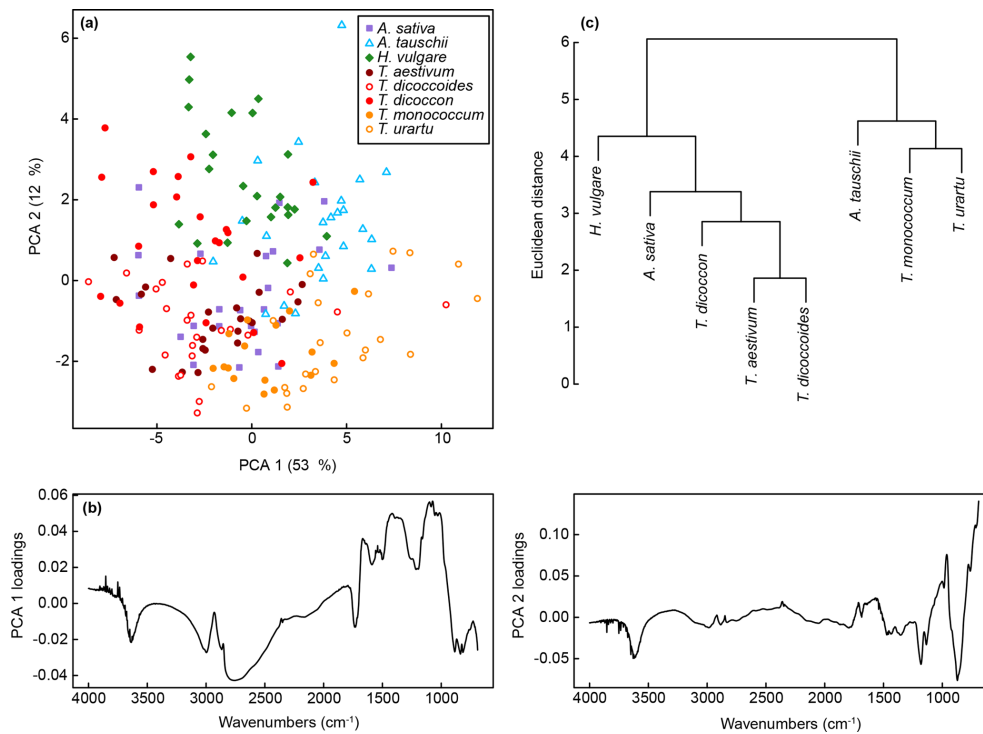 (a)
A. sativa
A. tauschii
H. vulgare
T. aestivum
T. dicoccoides
T. dicoccon
T. monococcum
T. urartu
6
4
2
0
-2
PCA 2 (12 %)
-5
0
5
10
PCA 1 (53 %)
(c)
6
5
4
3
2
1
0
Euclidean distance
H. vulgare
A. sativa
T. dicoccon
T. aestivum
T. dicoccoides
A. tauschii
T. monococcum
T. urartu
(b)
0.06
0.04
0.02
0.00
-0.02
-0.04
PCA 1 loadings
4000
3500
3000
2500
2000
1500
1000
Wavenumbers (cm⁻¹)
0.10
0.05
0.00
-0.05
PCA 2 loadings
4000
3500
3000
2500
2000
1500
1000
Wavenumbers (cm⁻¹)